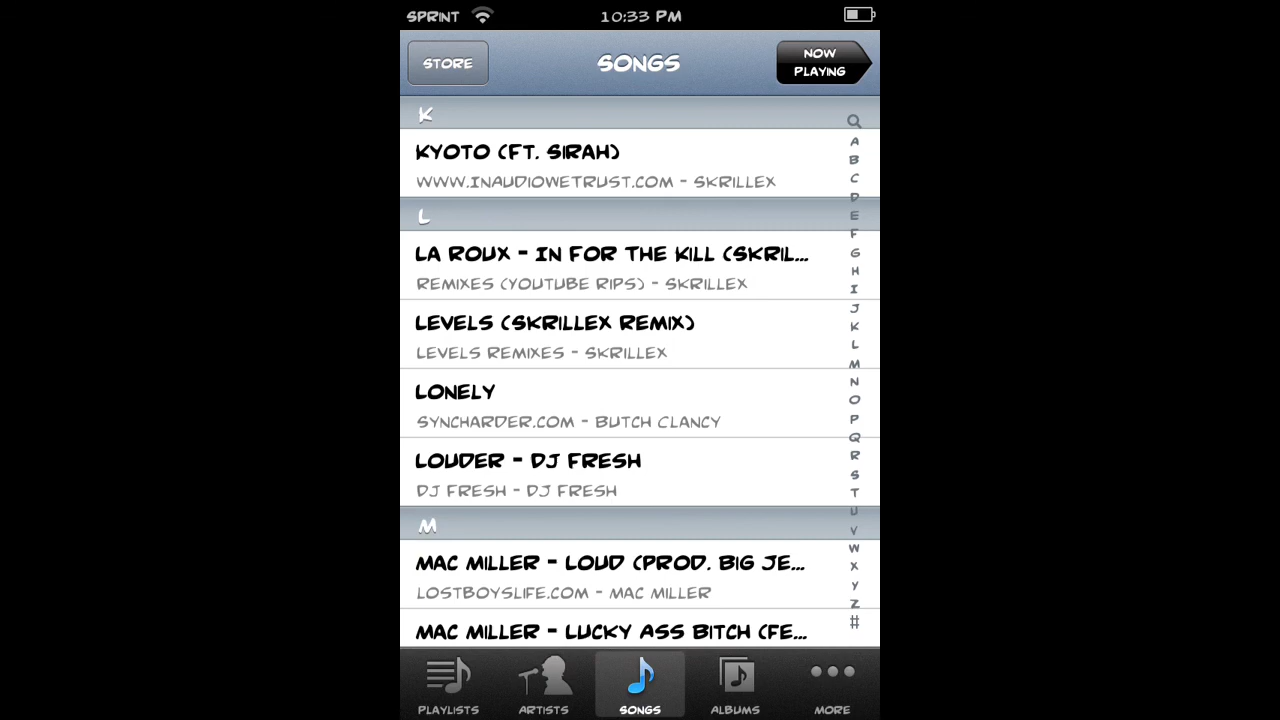 SPRINT 10:33 PM
STORE SONGS NOW PLAYING
K
KYOTO (FT. SIRAH)
WWW.INAUDIOWETRUST.COM - SKRILLEX
L
LA ROUX - IN FOR THE KILL (SKRIL...
REMIXES (YOUTUBE RIPS) - SKRILLEX
LEVELS (SKRILLEX REMIX)
LEVELS REMIXES - SKRILLEX
LONELY
SYNCHARDER.COM - BUTCH CLANCY
LOUDER - DJ FRESH
DJ FRESH - DJ FRESH
M
MAC MILLER - LOUD (PROD. BIG JE...
LOSTBOYSLIFE.COM - MAC MILLER
MAC MILLER - LUCKY ASS BITCH (FE...
A
B
C
D
E
F
G
H
I
J
K
L
M
N
O
P
Q
R
S
T
U
V
W
X
Y
Z
#
PLAYLISTS ARTISTS SONGS ALBUMS MORE